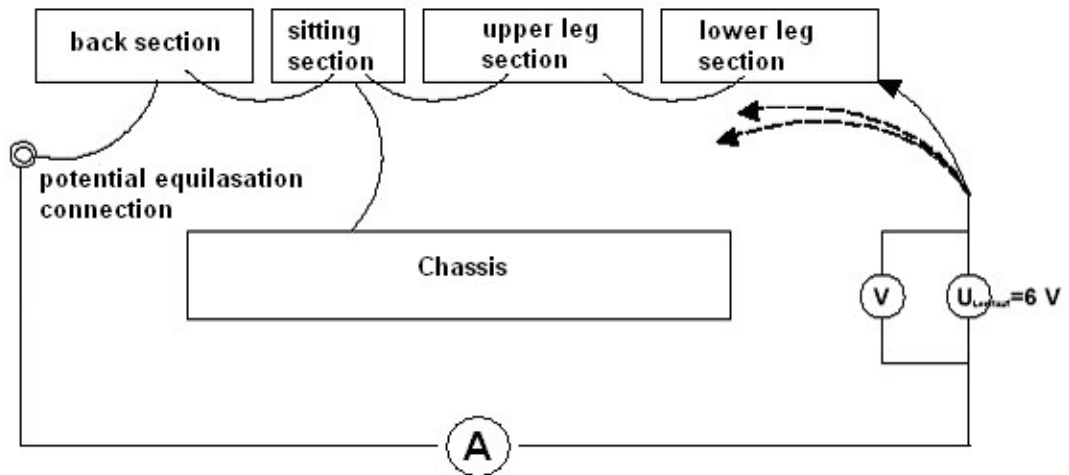 back section
sitting
section
upper leg
section
lower leg
section
potential equilasation
connection
Chassis
V
U =6 V
A